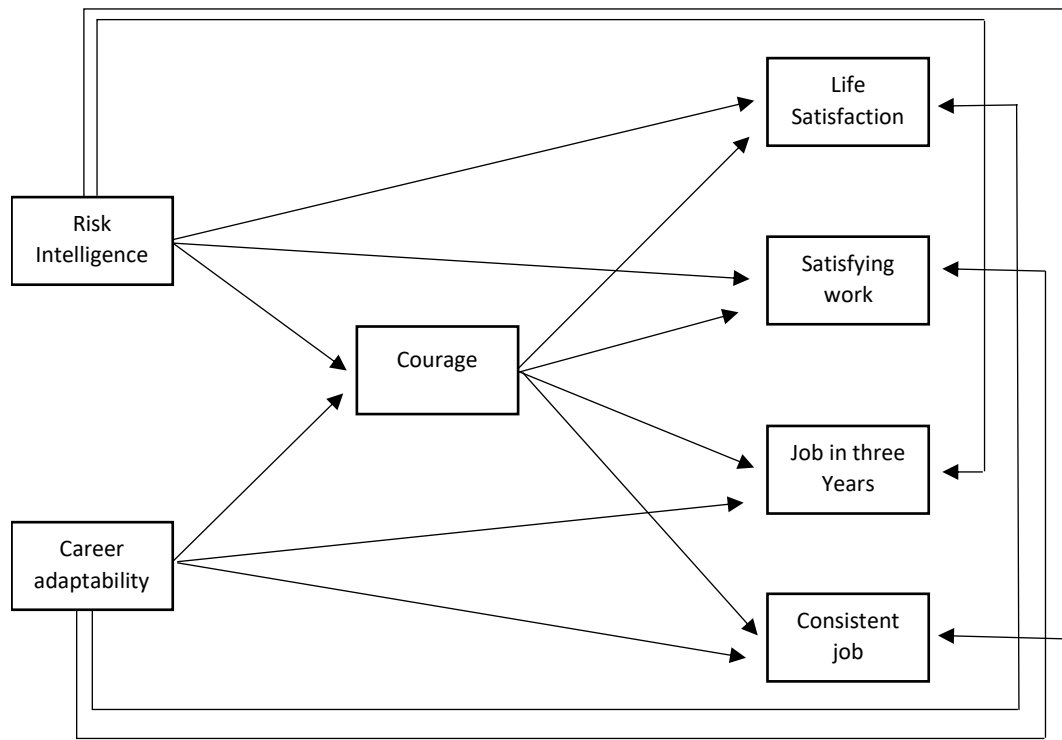 Life
Satisfaction
Risk
Intelligence
Satisfying
work
Courage
Job in three
Years
Career
adaptability
Consistent
job